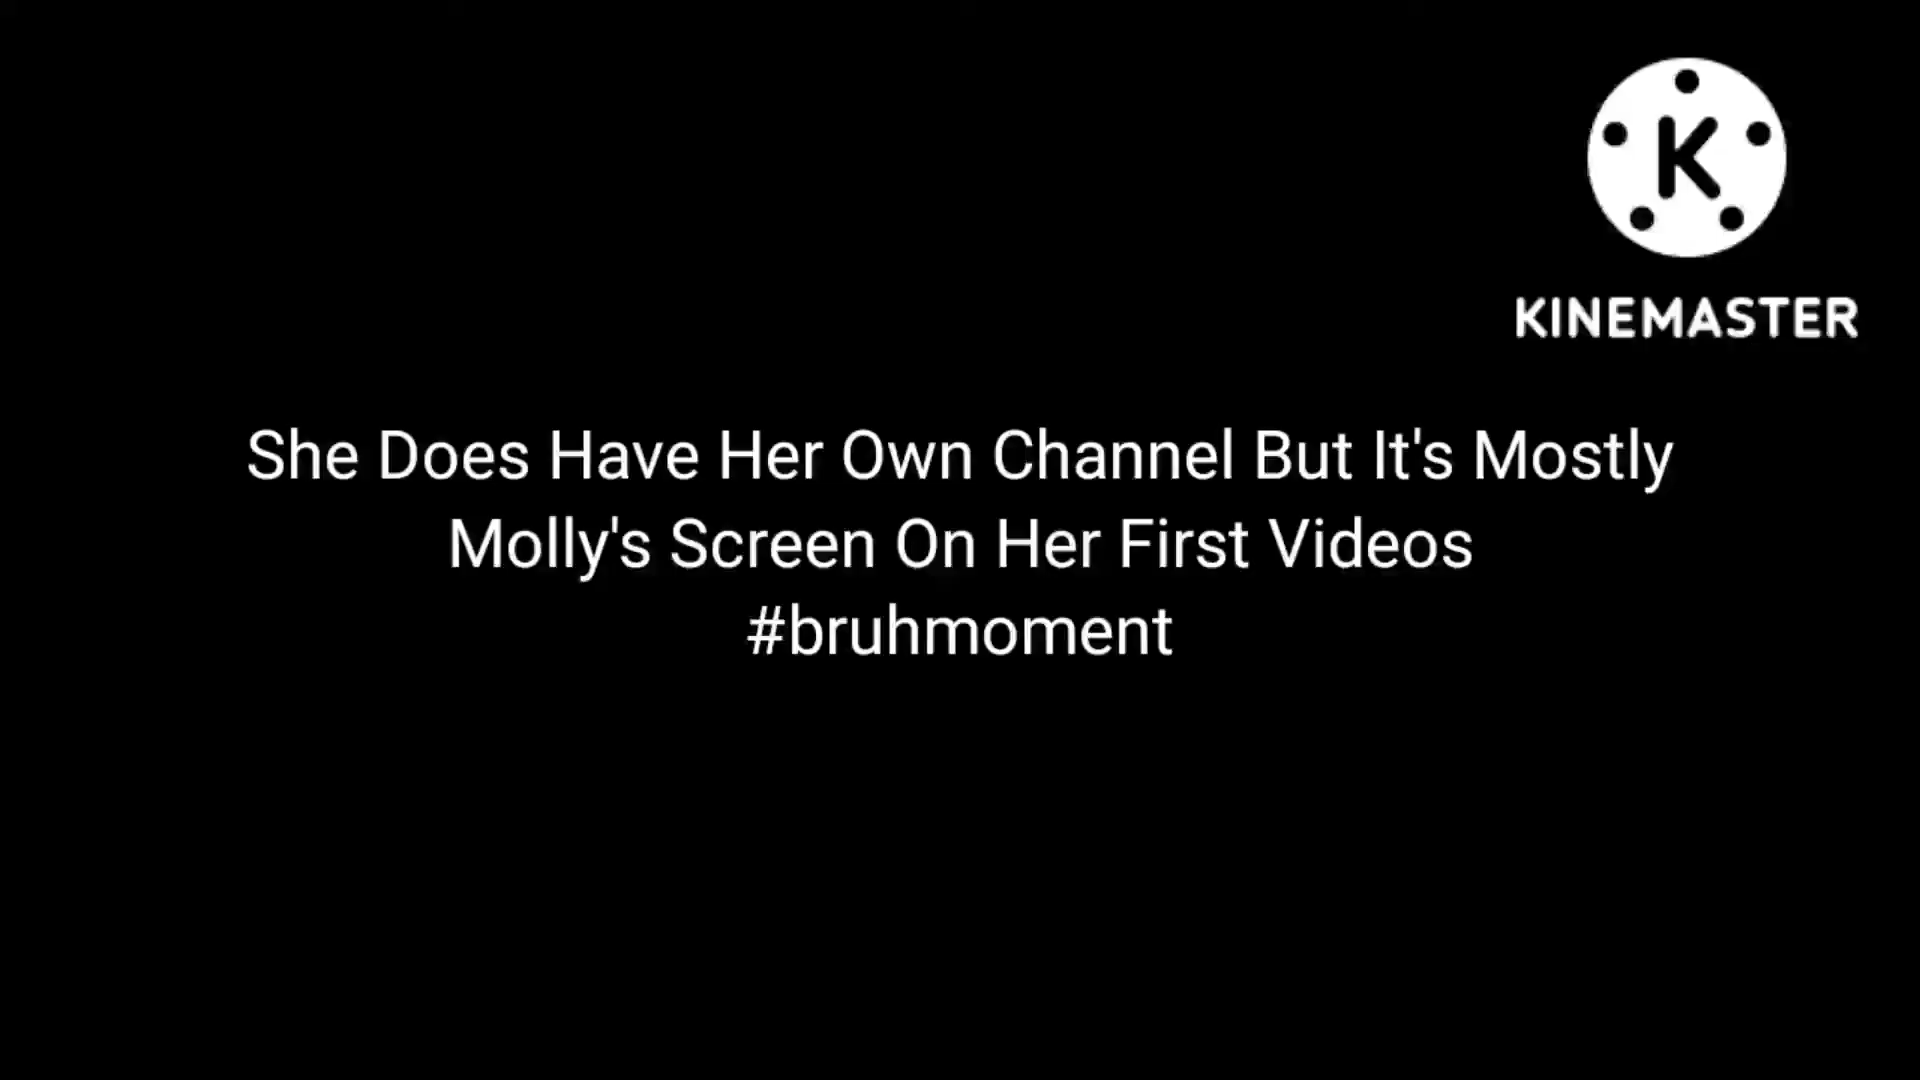 K
KINEMASTER
She Does Have Her Own Channel But It's Mostly
Molly's Screen On Her First Videos
#bruhmoment